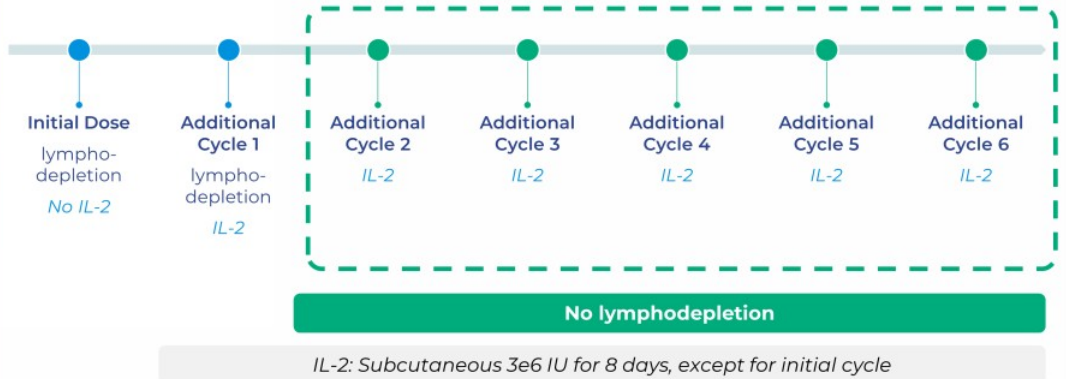 Initial Dose
lympho-
depletion
No IL-2
Additional
Cycle 1
lympho-
depletion
IL-2
Additional
Cycle 2
IL-2
Additional
Cycle 3
IL-2
Additional
Cycle 4
IL-2
Additional
Cycle 5
IL-2
Additional
Cycle 6
IL-2
No lymphodepletion
IL-2: Subcutaneous 3e6 IU for 8 days, except for initial cycle